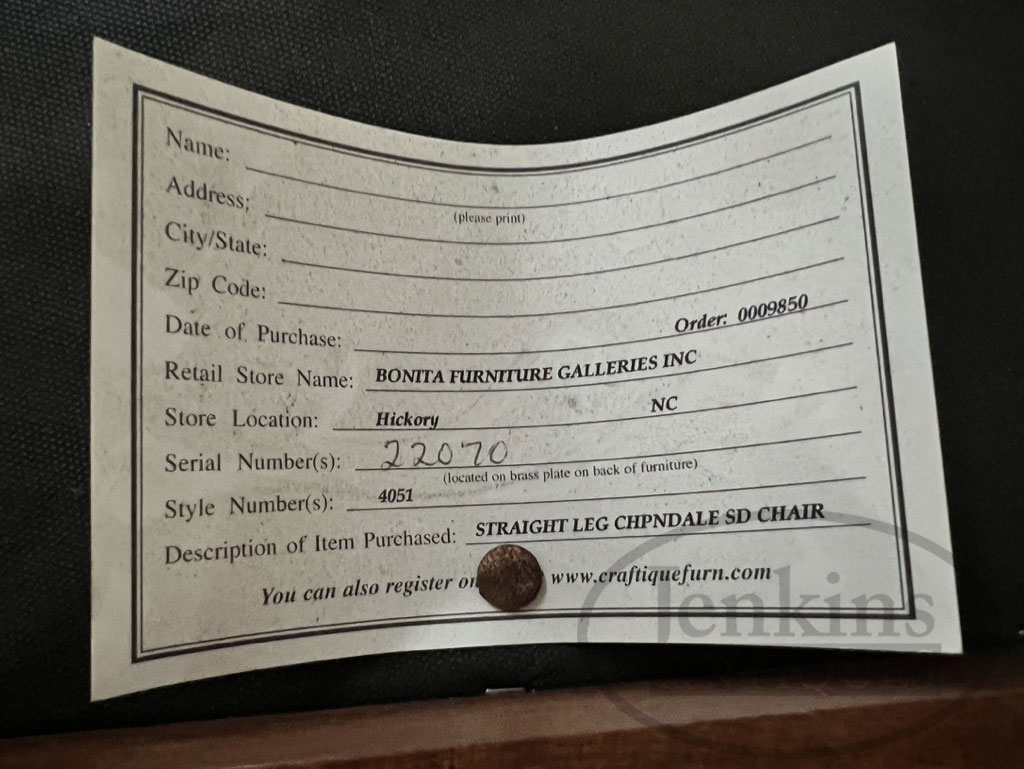 Name:
Address:
(please print)
City/State:
Zip Code:
Date of Purchase: Order: 0009850
Retail Store Name: BONITA FURNITURE GALLERIES INC
Store Location: Hickory NC
Serial Number(s): 22070
(located on brass plate on back of furniture)
Style Number(s): 4051
Description of Item Purchased: STRAIGHT LEG CHPNDALE SD CHAIR
You can also register www.craftiquefurn.com
Jenkins